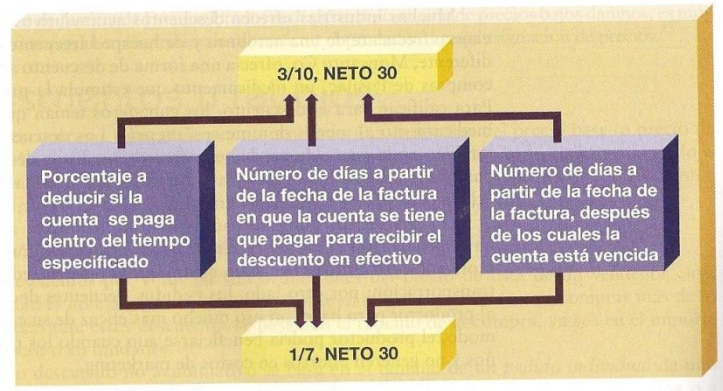 3/10, NETO 30
Porcentaje a
deducir si la
cuenta se paga
dentro del tiempo
especificado
Número de días a partir
de la fecha de la factura
en que la cuenta se tiene
que pagar para recibir el
descuento en efectivo
Número de días a
partir de la fecha de
la factura, después
de los cuales la
cuenta está vencida
1/7, NETO 30